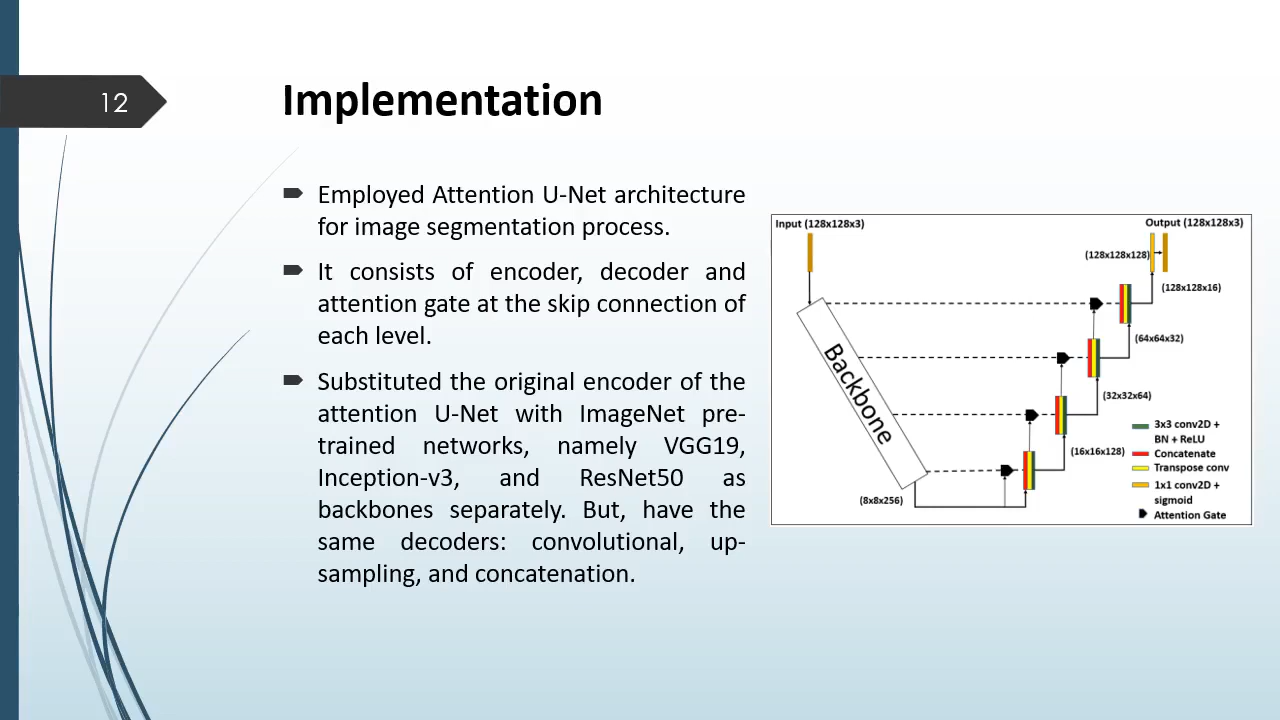 12
Implementation
Employed Attention U-Net architecture
for image segmentation process.
It consists of encoder, decoder and
attention gate at the skip connection of
each level.
Substituted the original encoder of the
attention U-Net with ImageNet pre-
trained networks, namely VGG19,
Inception-v3, and ResNet50 as
backbones separately. But, have the
same decoders: convolutional, up-
sampling, and concatenation.
Input (128x128x3)
Output (128x128x3)
(128x128x128)
(128x128x16)
(64x64x32)
(32x32x64)
(16x16x128)
(8x8x256)
Backbone
3x3 conv2D +
BN + ReLU
Concatenate
Transpose conv
1x1 conv2D +
sigmoid
Attention Gate